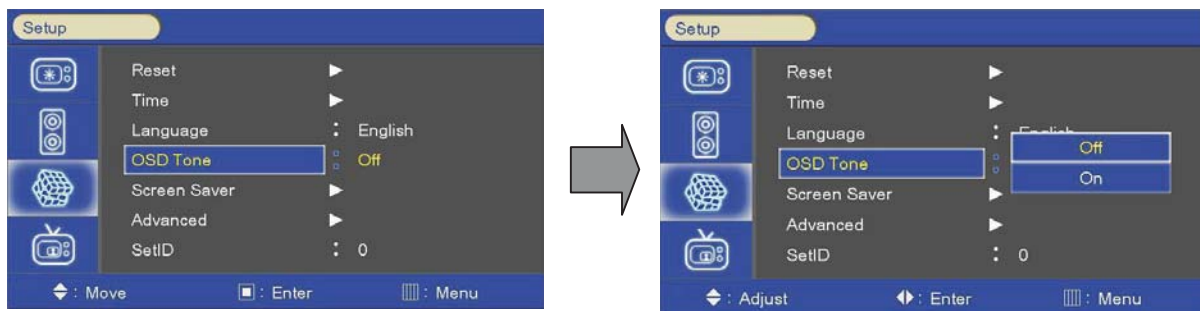 Setup
Reset
Time
Language : English
OSD Tone : Off
Screen Saver
Advanced
SetID : 0
: Move : Enter : Menu
Setup
Reset
Time
Language : English
Off
OSD Tone :
On
Screen Saver
Advanced
SetID : 0
: Adjust : Enter : Menu